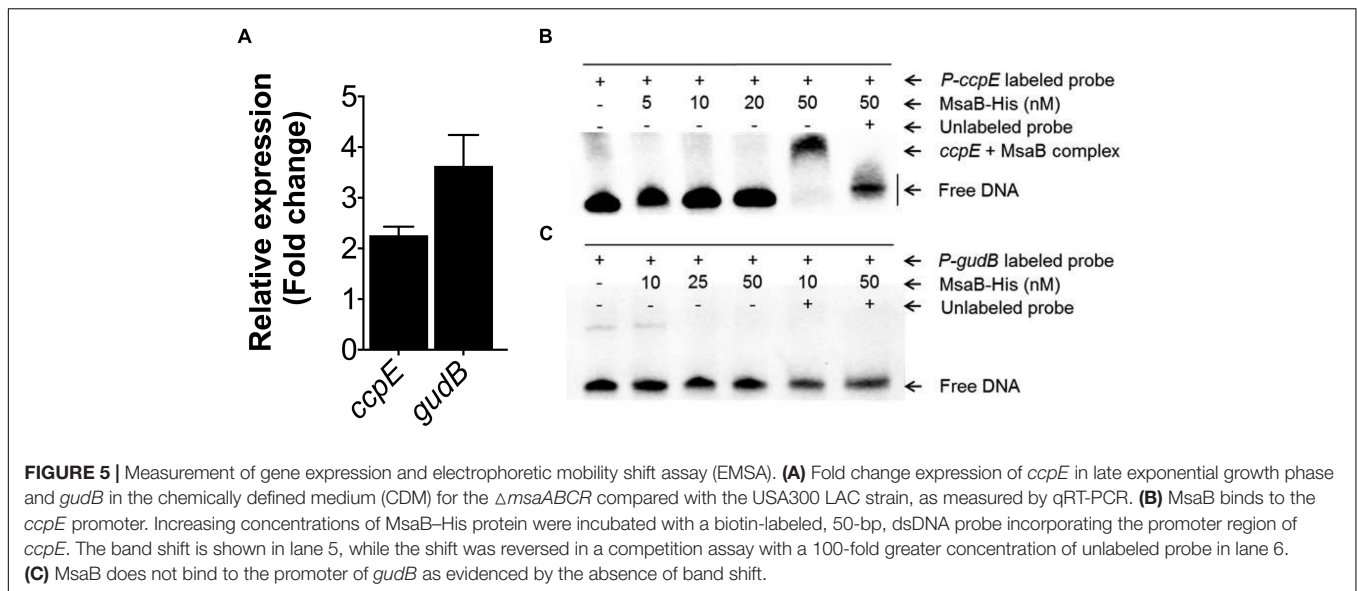 A
Relative expression
(Fold change)
5
4
3
2
1
0
ccpE
gudB
B
+ + + + + + ← P-ccpE labeled probe
- 5 10 20 50 50 ← MsaB-His (nM)
- - - - - + ← Unlabeled probe
← ccpE + MsaB complex
← Free DNA
C
+ + + + + + ← P-gudB labeled probe
- 10 25 50 10 50 ← MsaB-His (nM)
- - - - + + ← Unlabeled probe
← Free DNA
FIGURE 5 | Measurement of gene expression and electrophoretic mobility shift assay (EMSA). (A) Fold change expression of ccpE in late exponential growth phase
and gudB in the chemically defined medium (CDM) for the △msaABCR compared with the USA300 LAC strain, as measured by qRT-PCR. (B) MsaB binds to the
ccpE promoter. Increasing concentrations of MsaB–His protein were incubated with a biotin-labeled, 50-bp, dsDNA probe incorporating the promoter region of
ccpE. The band shift is shown in lane 5, while the shift was reversed in a competition assay with a 100-fold greater concentration of unlabeled probe in lane 6.
(C) MsaB does not bind to the promoter of gudB as evidenced by the absence of band shift.